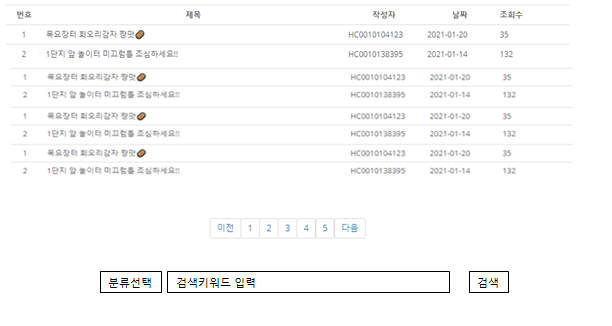 번호 제목 작성자 날짜 조회수
1 목요장터 회오리감자 짱맛🥔 HC0010104123 2021-01-20 35
2 1단지 앞 놀이터 미끄럼틀 조심하세요!! HC0010138395 2021-01-14 132
1 목요장터 회오리감자 짱맛🥔 HC0010104123 2021-01-20 35
2 1단지 앞 놀이터 미끄럼틀 조심하세요!! HC0010138395 2021-01-14 132
1 목요장터 회오리감자 짱맛🥔 HC0010104123 2021-01-20 35
2 1단지 앞 놀이터 미끄럼틀 조심하세요!! HC0010138395 2021-01-14 132
1 목요장터 회오리감자 짱맛🥔 HC0010104123 2021-01-20 35
2 1단지 앞 놀이터 미끄럼틀 조심하세요!! HC0010138395 2021-01-14 132
이전 1 2 3 4 5 다음
분류선택 검색키워드 입력 검색